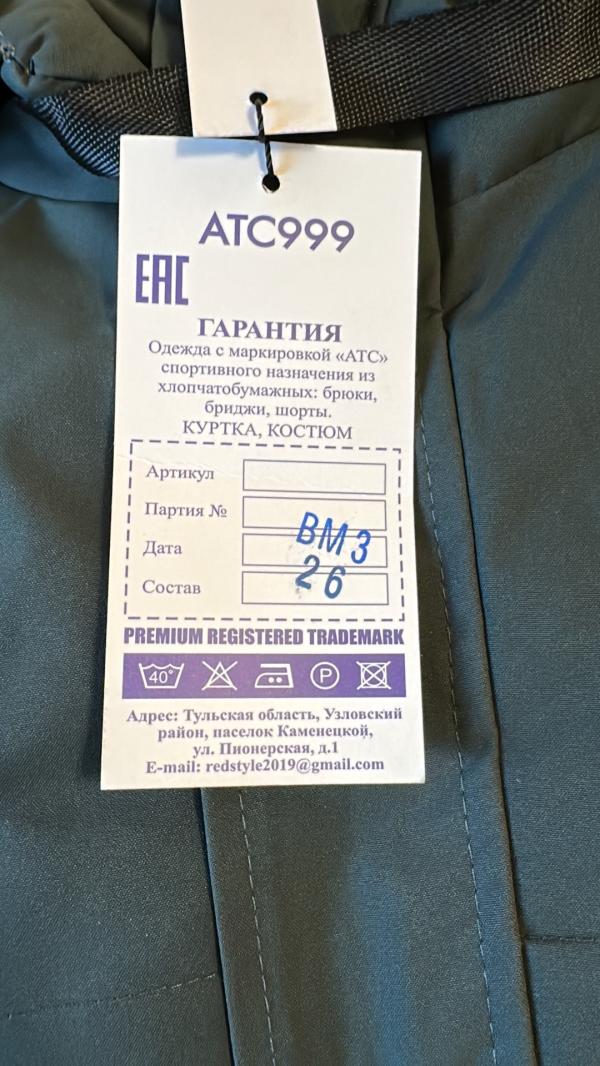 АТС999
EAC
ГАРАНТИЯ
Одежда с маркировкой «АТС»
спортивного назначения из
хлопчатобумажных: брюки,
бриджи, шорты.
КУРТКА, КОСТЮМ
Артикул
Партия №
Дата
Состав
ВМ3
26
PREMIUM REGISTERED TRADEMARK
40° P
Адрес: Тульская область, Узловский
район, паселок Каменецкой,
ул. Пионерская, д.1
E-mail: redstyle2019@gmail.com